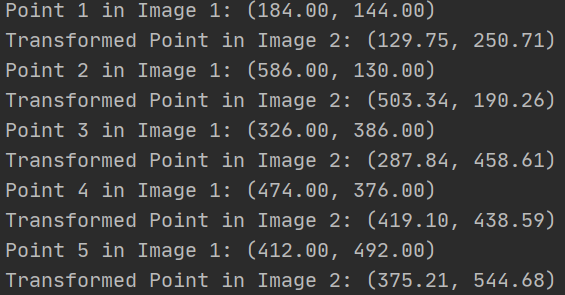 Point 1 in Image 1: (184.00, 144.00)
Transformed Point in Image 2: (129.75, 250.71)
Point 2 in Image 1: (586.00, 130.00)
Transformed Point in Image 2: (503.34, 190.26)
Point 3 in Image 1: (326.00, 386.00)
Transformed Point in Image 2: (287.84, 458.61)
Point 4 in Image 1: (474.00, 376.00)
Transformed Point in Image 2: (419.10, 438.59)
Point 5 in Image 1: (412.00, 492.00)
Transformed Point in Image 2: (375.21, 544.68)